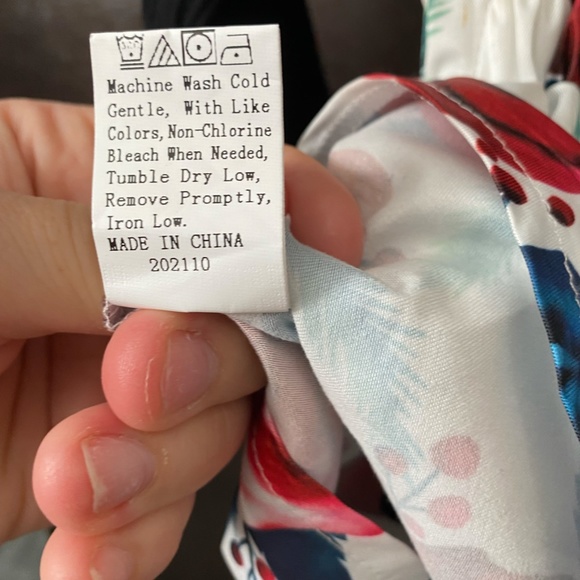 Machine Wash Cold
Gentle, With Like
Colors, Non-Chlorine
Bleach When Needed,
Tumble Dry Low,
Remove Promptly,
Iron Low.
MADE IN CHINA
202110